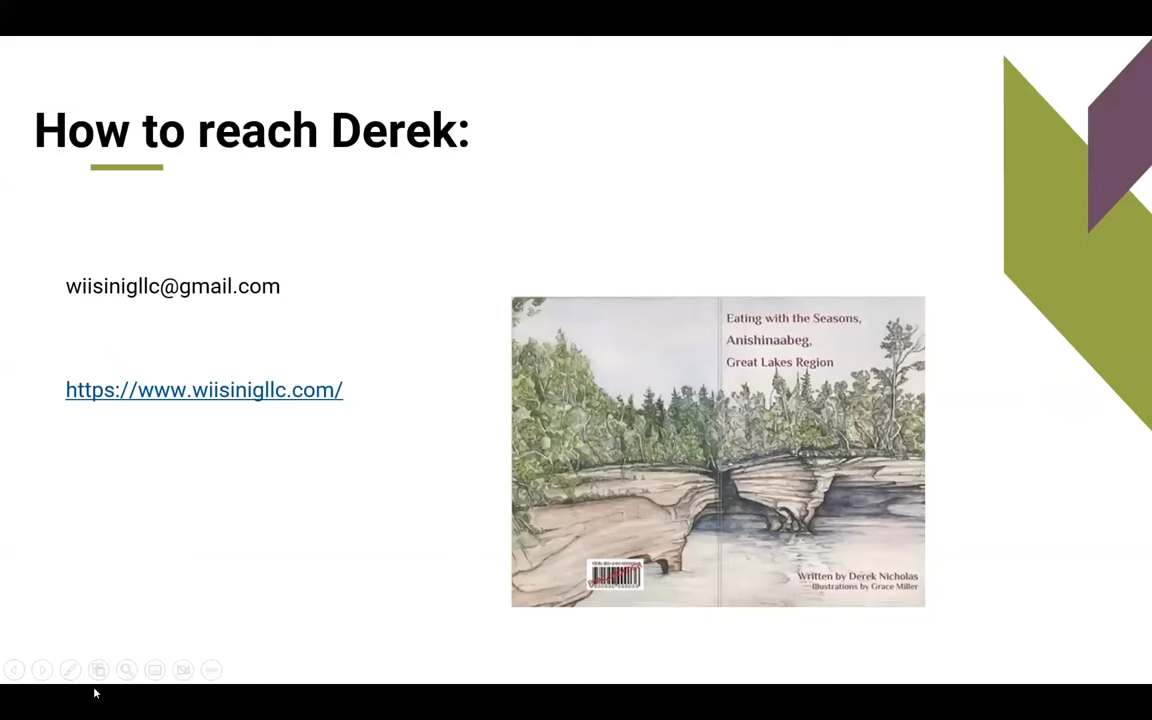 How to reach Derek:
wiisinigllc@gmail.com
https://www.wiisinigllc.com/
Eating with the Seasons,
Anishinaabeg,
Great Lakes Region
Written by Derek Nicholas
Illustrations by Grace Miller